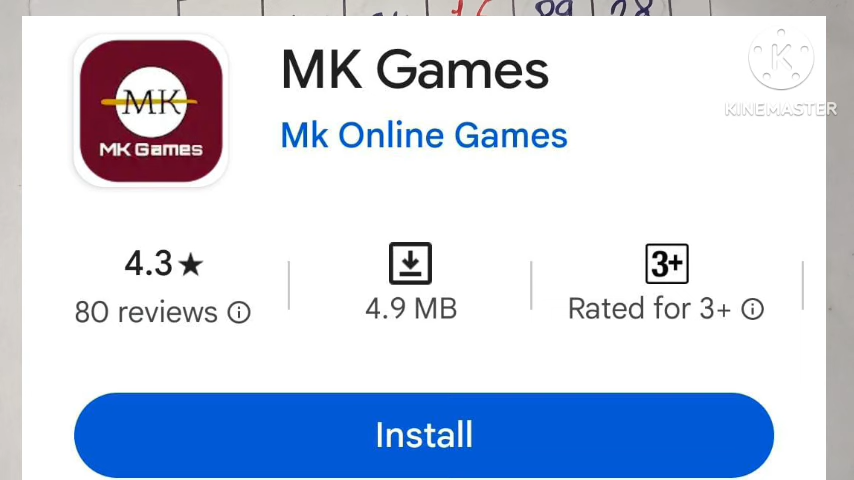 MK Games
Mk Online Games
MK
MK Games
K
KINEMASTER
4.3★
80 reviews
4.9 MB
3+
Rated for 3+
Install